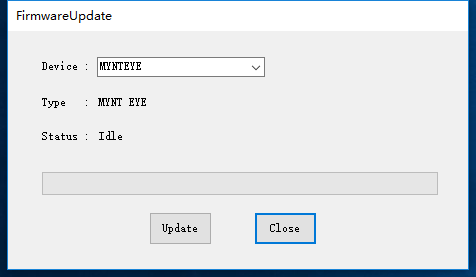 FirmwareUpdate
Device : MYNTEYE
Type : MYNT EYE
Status : Idle
Update Close